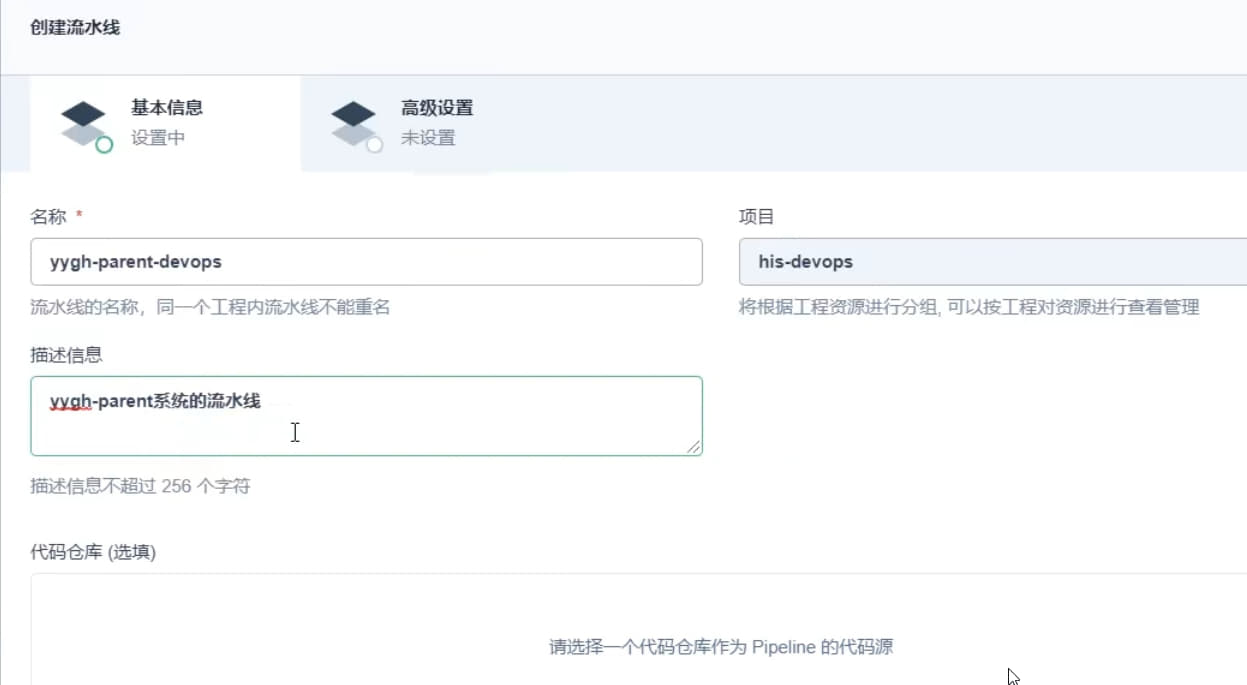 创建流水线
基本信息
设置中
高级设置
未设置
名称 *
yygh-parent-devops
流水线的名称，同一个工程内流水线不能重名
项目
his-devops
将根据工程资源进行分组, 可以按工程对资源进行查看管理
描述信息
yygh-parent系统的流水线
描述信息不超过 256 个字符
代码仓库 (选填)
请选择一个代码仓库作为 Pipeline 的代码源